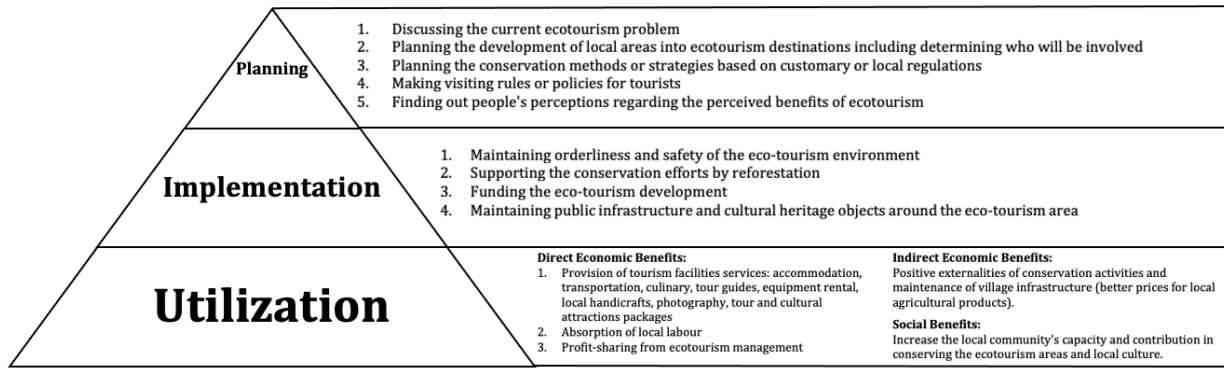 Planning
1. Discussing the current ecotourism problem
2. Planning the development of local areas into ecotourism destinations including determining who will be involved
3. Planning the conservation methods or strategies based on customary or local regulations
4. Making visiting rules or policies for tourists
5. Finding out people's perceptions regarding the perceived benefits of ecotourism
Implementation
1. Maintaining orderliness and safety of the eco-tourism environment
2. Supporting the conservation efforts by reforestation
3. Funding the eco-tourism development
4. Maintaining public infrastructure and cultural heritage objects around the eco-tourism area
Utilization
Direct Economic Benefits:
1. Provision of tourism facilities services: accommodation,
transportation, culinary, tour guides, equipment rental,
local handicrafts, photography, tour and cultural
attractions packages
2. Absorption of local labour
3. Profit-sharing from ecotourism management
Indirect Economic Benefits:
Positive externalities of conservation activities and
maintenance of village infrastructure (better prices for local
agricultural products).
Social Benefits:
Increase the local community's capacity and contribution in
conserving the ecotourism areas and local culture.